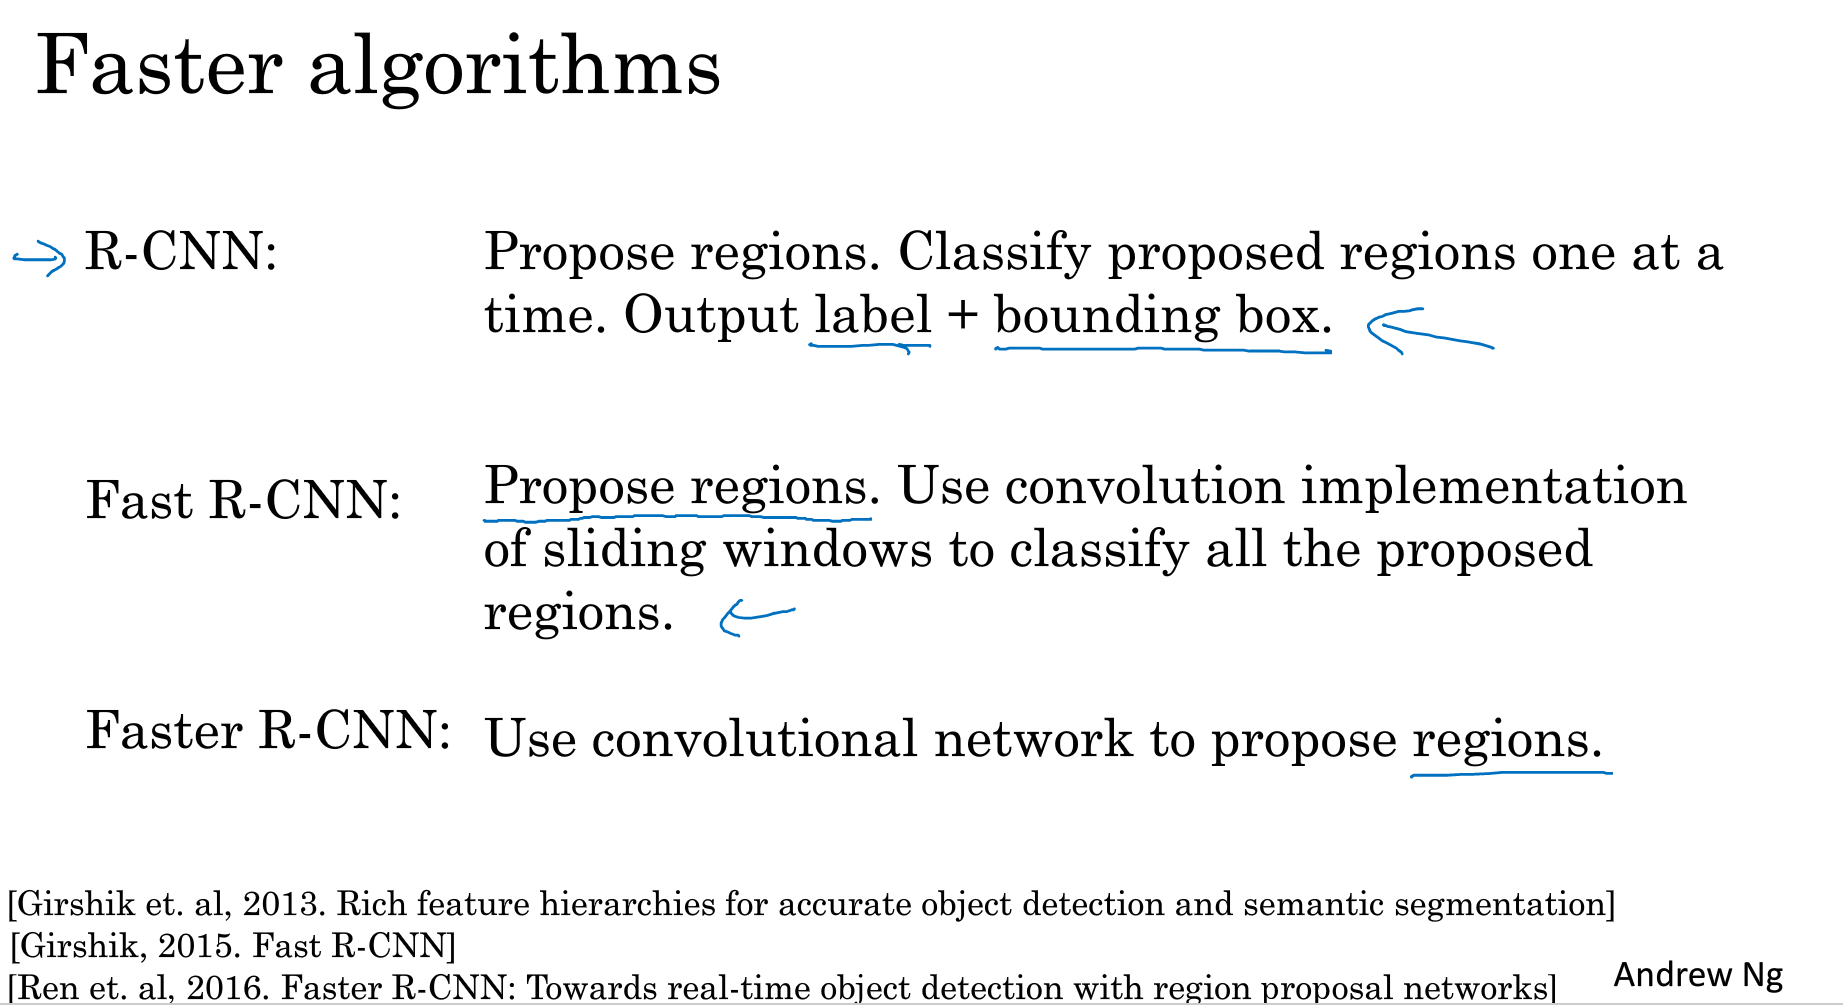 Faster algorithms
R-CNN: Propose regions. Classify proposed regions one at a
time. Output label + bounding box.
Fast R-CNN: Propose regions. Use convolution implementation
of sliding windows to classify all the proposed
regions.
Faster R-CNN: Use convolutional network to propose regions.
[Girshik et. al, 2013. Rich feature hierarchies for accurate object detection and semantic segmentation]
[Girshik, 2015. Fast R-CNN]
[Ren et. al, 2016. Faster R-CNN: Towards real-time object detection with region proposal networks]
Andrew Ng